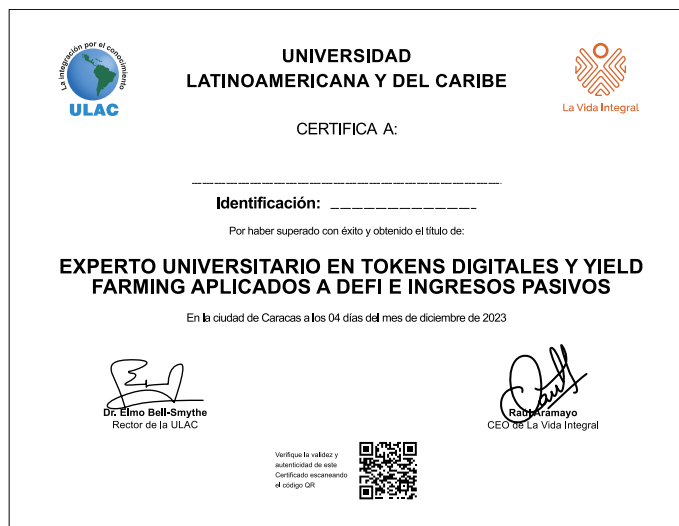 La integración por el conocimiento
ULAC
UNIVERSIDAD
LATINOAMERICANA Y DEL CARIBE
La Vida Integral
CERTIFICA A:
Identificación:
Por haber superado con éxito y obtenido el título de:
EXPERTO UNIVERSITARIO EN TOKENS DIGITALES Y YIELD
FARMING APLICADOS A DEFI E INGRESOS PASIVOS
En la ciudad de Caracas a los 04 días del mes de diciembre de 2023
Dr. Elmo Bell-Smythe
Rector de la ULAC
Raúl Aramayo
CEO de La Vida Integral
Verifique la validez y
autenticidad de este
Certificado escaneando
el código QR